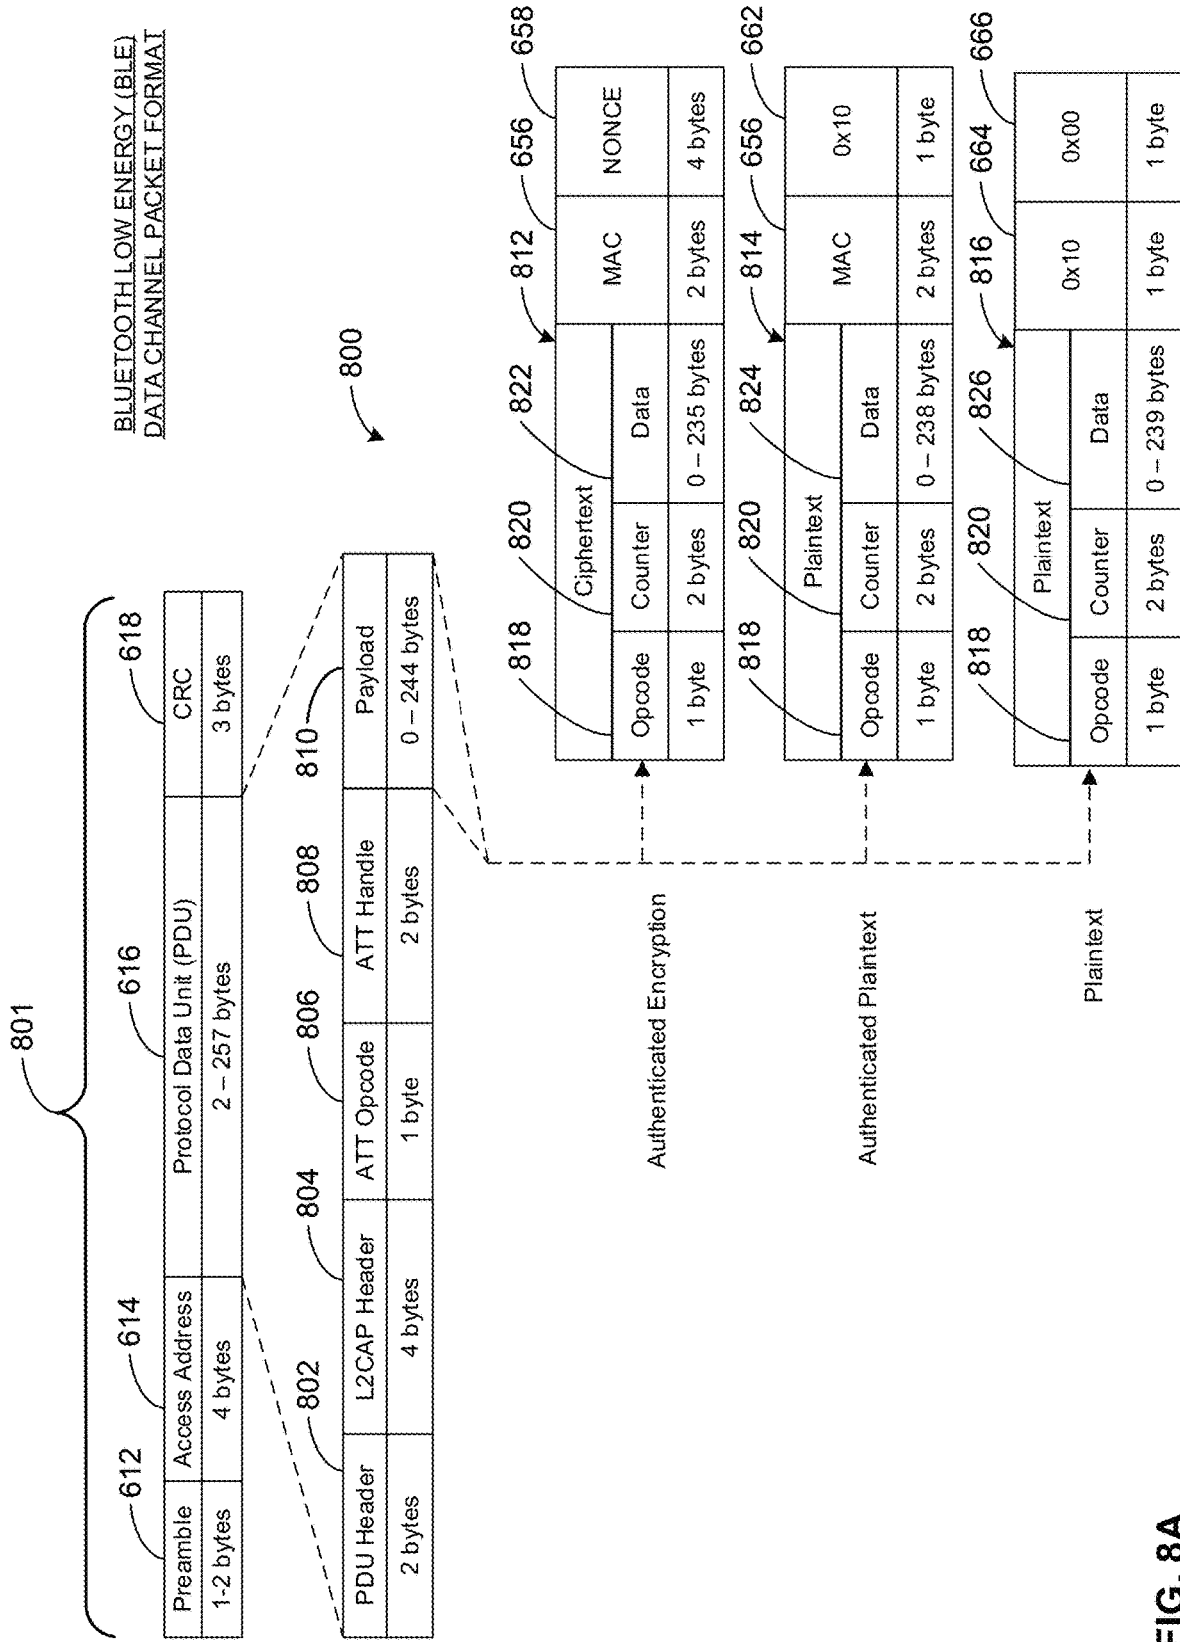 BLUETOOTH LOW ENERGY (BLE)
DATA CHANNEL PACKET FORMAT
801
612
614
616
618
Preamble
Access Address
Protocol Data Unit (PDU)
CRC
1-2 bytes
4 bytes
2 – 257 bytes
3 bytes
800
802
804
806
808
810
PDU Header
L2CAP Header
ATT Opcode
ATT Handle
Payload
2 bytes
4 bytes
1 byte
2 bytes
0 – 244 bytes
Authenticated Encryption
818
820
822
812
656
658
Ciphertext
MAC
NONCE
Opcode
Counter
Data
1 byte
2 bytes
0 – 235 bytes
2 bytes
4 bytes
Authenticated Plaintext
818
820
824
814
656
662
Plaintext
MAC
0x10
Opcode
Counter
Data
1 byte
2 bytes
0 – 238 bytes
2 bytes
1 byte
Plaintext
818
820
826
816
664
666
Plaintext
0x10
0x00
Opcode
Counter
Data
1 byte
2 bytes
0 – 239 bytes
1 byte
1 byte
FIG. 8A